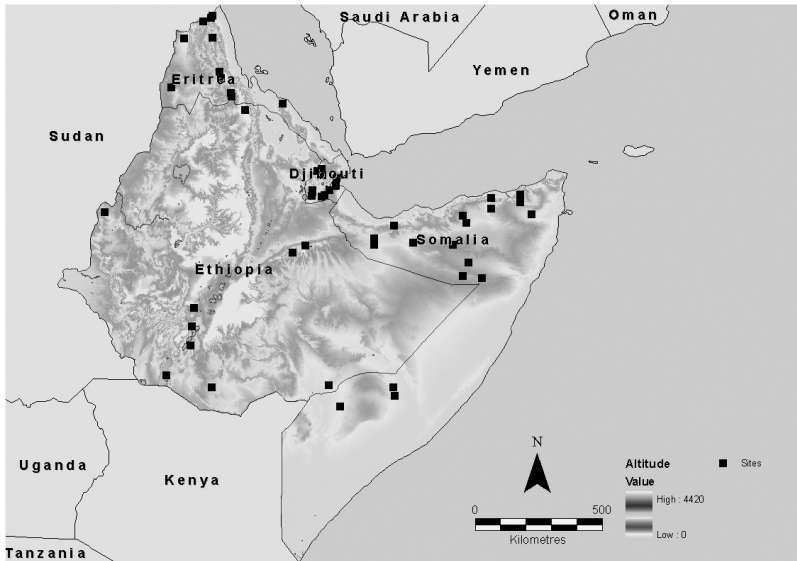 Saudi Arabia
Oman
Yemen
Eritrea
Sudan
Djibouti
Somalia
Ethiopia
Uganda
Kenya
Tanzania
N
0 500
Kilometres
Altitude
Value
High : 4420
Low : 0
Sites